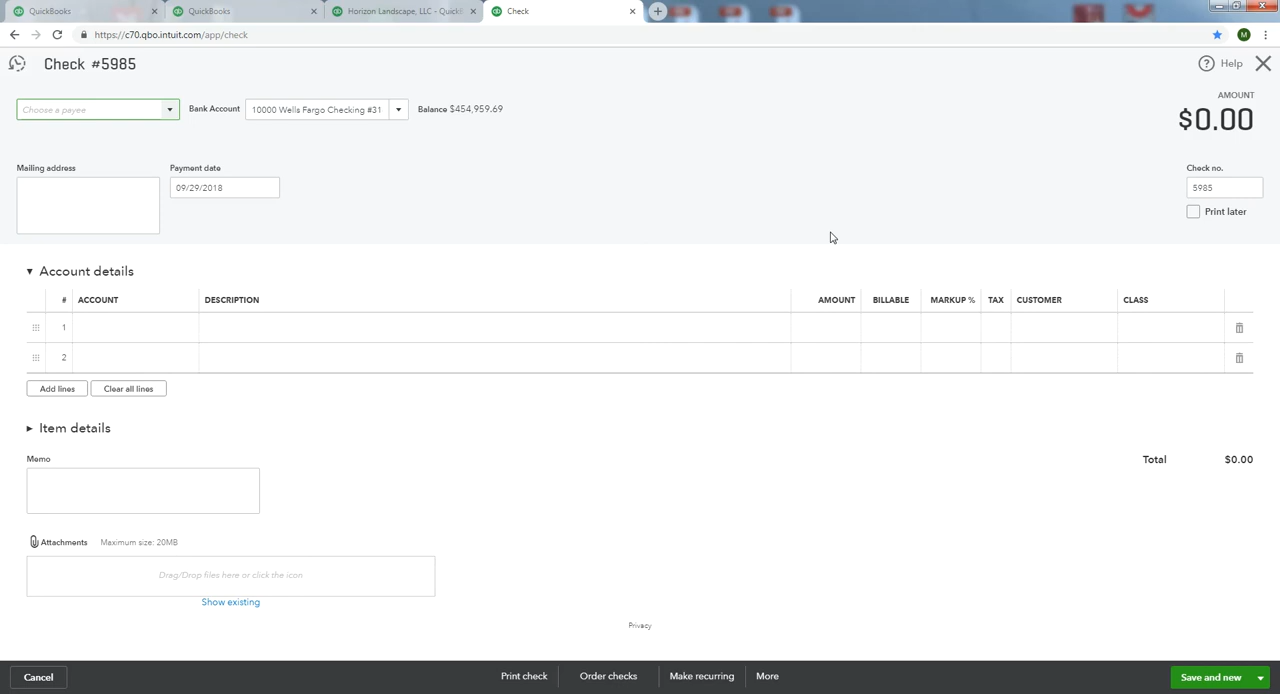 QuickBooks
QuickBooks
Horizon Landscape, LLC - QuickB
Check
https://c70.qbo.intuit.com/app/check
M
Check #5985
Help
Choose a payee
Bank Account
10000 Wells Fargo Checking #31
Balance $454,959.69
AMOUNT
$0.00
Mailing address
Payment date
09/29/2018
Check no.
5985
Print later
Account details
# ACCOUNT DESCRIPTION AMOUNT BILLABLE MARKUP % TAX CUSTOMER CLASS
1
2
Add lines Clear all lines
Item details
Memo
Total $0.00
Attachments Maximum size: 20MB
Drag/Drop files here or click the icon
Show existing
Privacy
Cancel Print check Order checks Make recurring More Save and new